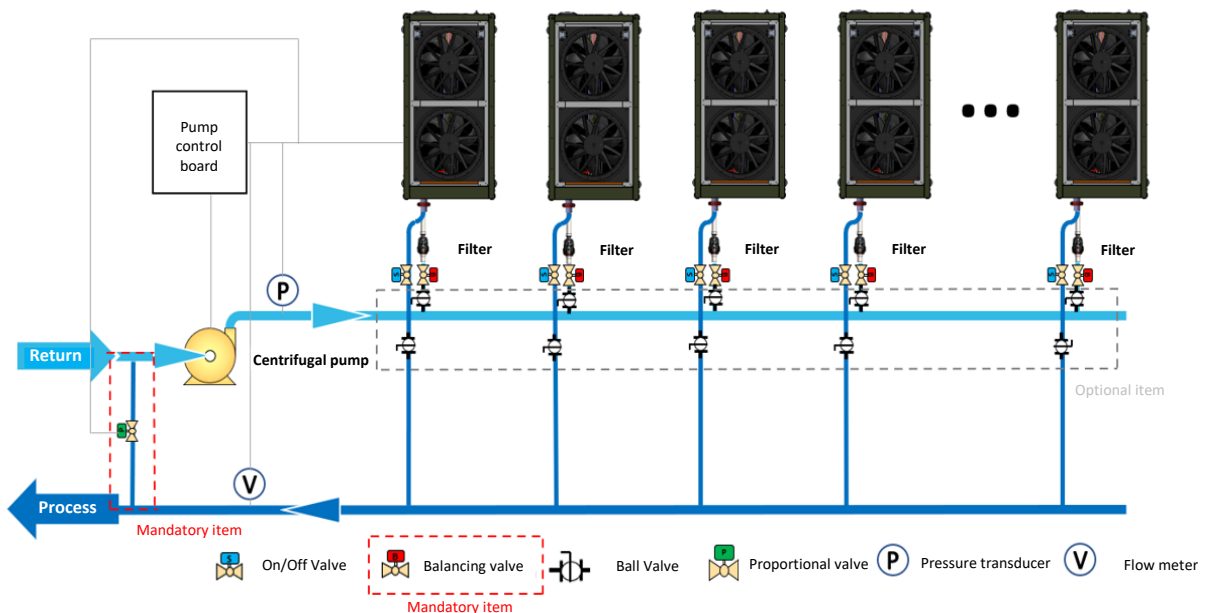 Pump
control
board
Filter
Filter
Filter
Filter
Filter
S
B
S
B
S
B
S
B
S
B
P
Return
Centrifugal pump
Optional item
P
V
Process
Mandatory item
S
On/Off Valve
B
Balancing valve
Ball Valve
P
Proportional valve
P
Pressure transducer
V
Flow meter
Mandatory item